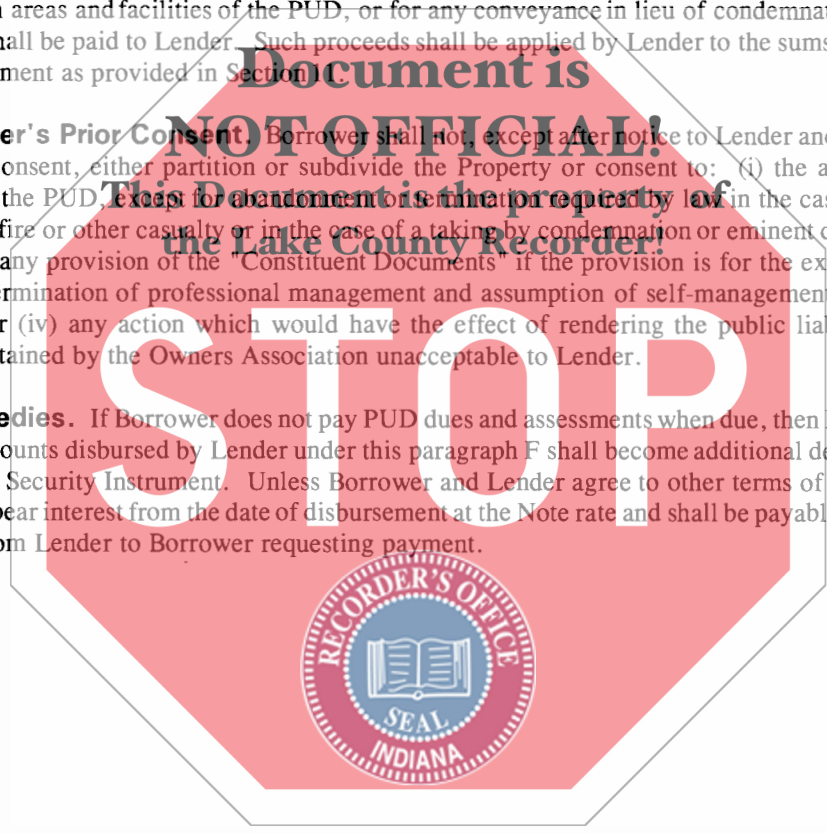 areas and facilities of the PUD, or for any conveyance in lieu of condemna
all be paid to Lender. Such proceeds shall be applied by Lender to the sums
ment as provided in Section 11.
Document is
NOT OFFICIAL!
This Document is the property of
the Lake County Recorder!
er's Prior Consent. Borrower shall not, except after notice to Lender and
onsent, either partition or subdivide the Property or consent to: (i) the a
the PUD, except for abandonment or termination required by law in the cas
fire or other casualty or in the case of a taking by condemnation or eminent
any provision of the "Constituent Documents" if the provision is for the ex
rmination of professional management and assumption of self-management
r (iv) any action which would have the effect of rendering the public lia
tained by the Owners Association unacceptable to Lender.
STOP
edies. If Borrower does not pay PUD dues and assessments when due, then
ounts disbursed by Lender under this paragraph F shall become additional de
Security Instrument. Unless Borrower and Lender agree to other terms of
ear interest from the date of disbursement at the Note rate and shall be payabl
om Lender to Borrower requesting payment.
RECORDER'S OFFICE
SEAL
INDIANA